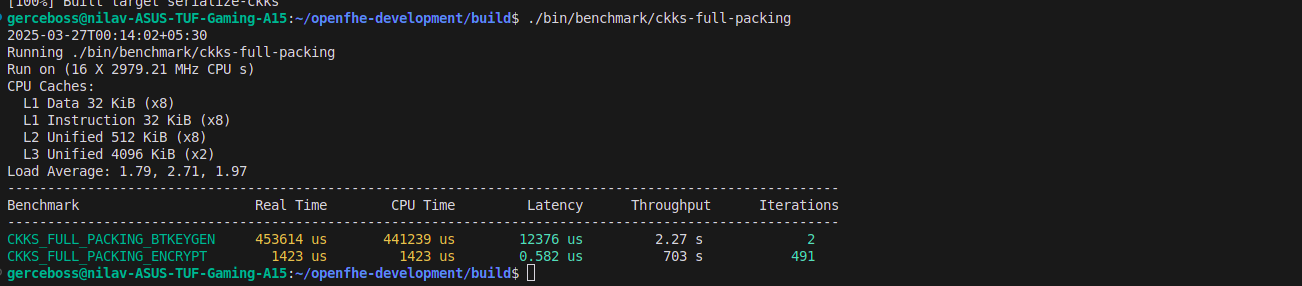 [100%] Built target serialize-ckks
gerceboss@nilav-ASUS-TUF-Gaming-A15:~/openfhe-development/build$ ./bin/benchmark/ckks-full-packing
2025-03-27T00:14:02+05:30
Running ./bin/benchmark/ckks-full-packing
Run on (16 X 2979.21 MHz CPU s)
CPU Caches:
  L1 Data 32 KiB (x8)
  L1 Instruction 32 KiB (x8)
  L2 Unified 512 KiB (x8)
  L3 Unified 4096 KiB (x2)
Load Average: 1.79, 2.71, 1.97
--------------------------------------------------------------------------------------------------------
Benchmark                      Real Time        CPU Time         Latency      Throughput      Iterations
--------------------------------------------------------------------------------------------------------
CKKS_FULL_PACKING_BTKEYGEN     453614 us       441239 us        12376 us         2.27 s            2
CKKS_FULL_PACKING_ENCRYPT        1423 us         1423 us        0.582 us          703 s          491
gerceboss@nilav-ASUS-TUF-Gaming-A15:~/openfhe-development/build$